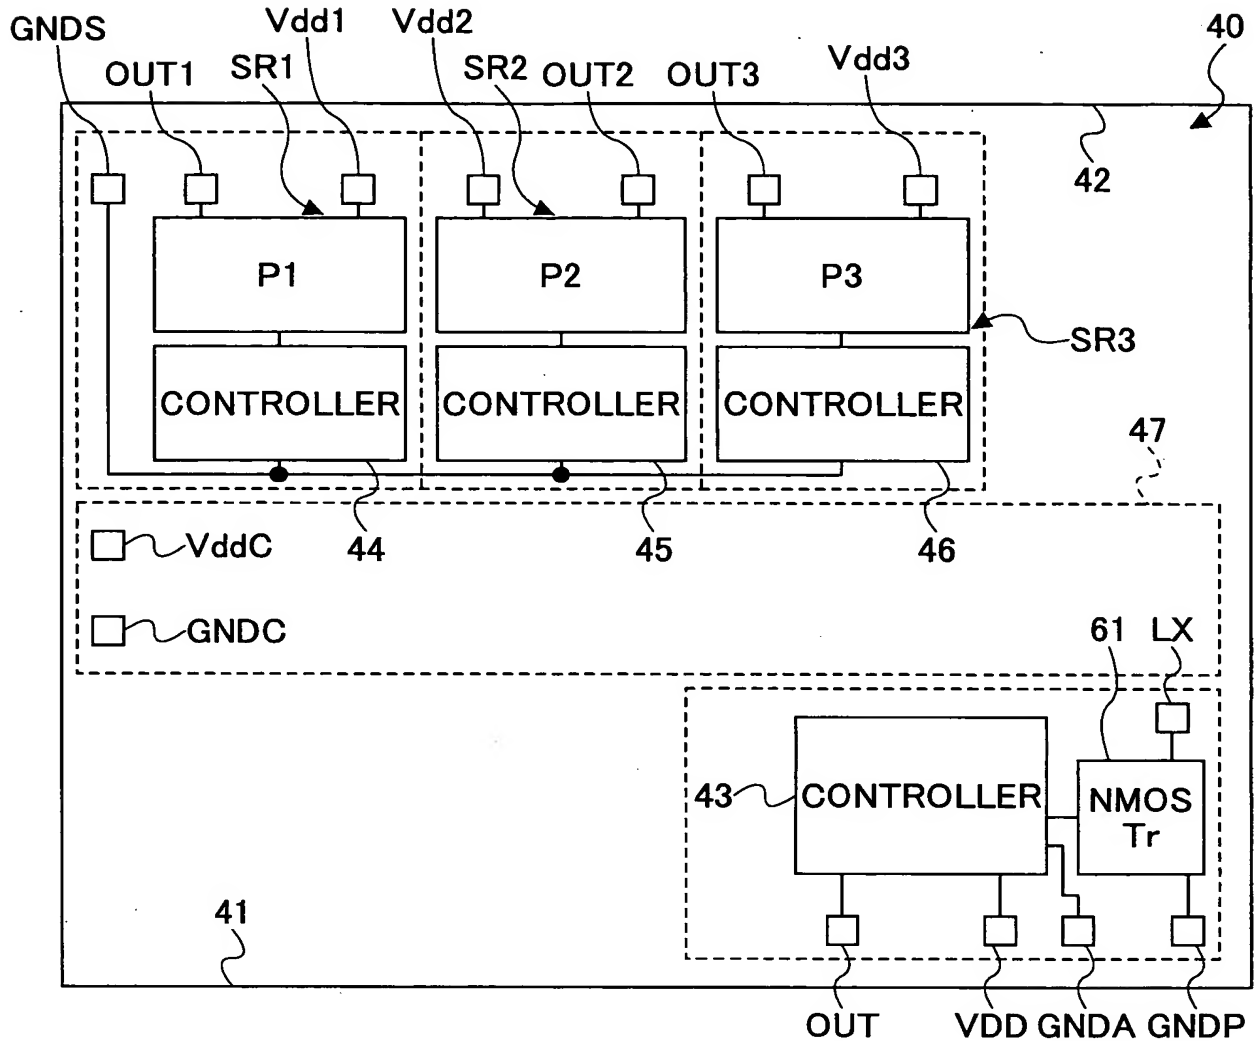 GNDS
Vdd1
Vdd2
40
OUT1
SR1
SR2
OUT2
OUT3
Vdd3
42
P1
P2
P3
SR3
CONTROLLER
CONTROLLER
CONTROLLER
47
44
45
46
VddC
GNDC
61
LX
43
CONTROLLER
NMOS
Tr
41
OUT
VDD
GNDA
GNDP